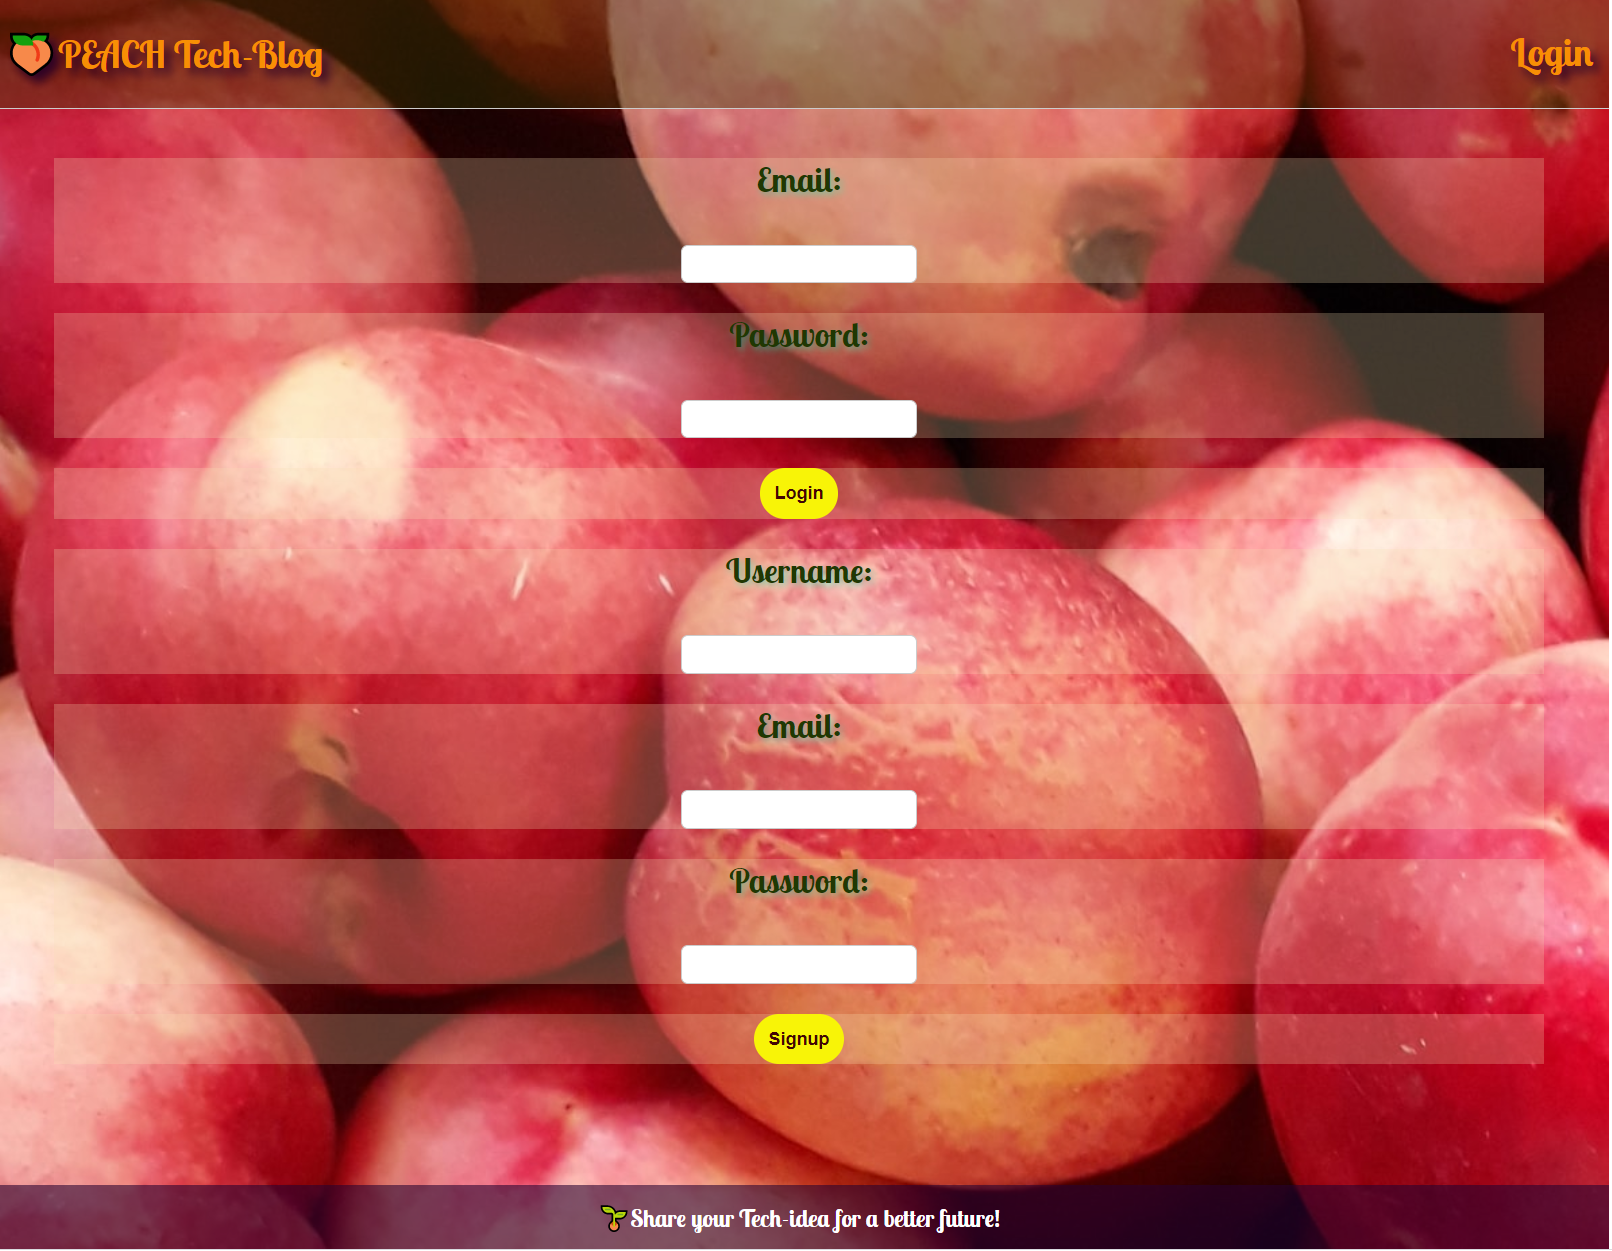 PEACH Tech-Blog
Login
Email:
Password:
Login
Username:
Email:
Password:
Signup
Share your Tech-idea for a better future!